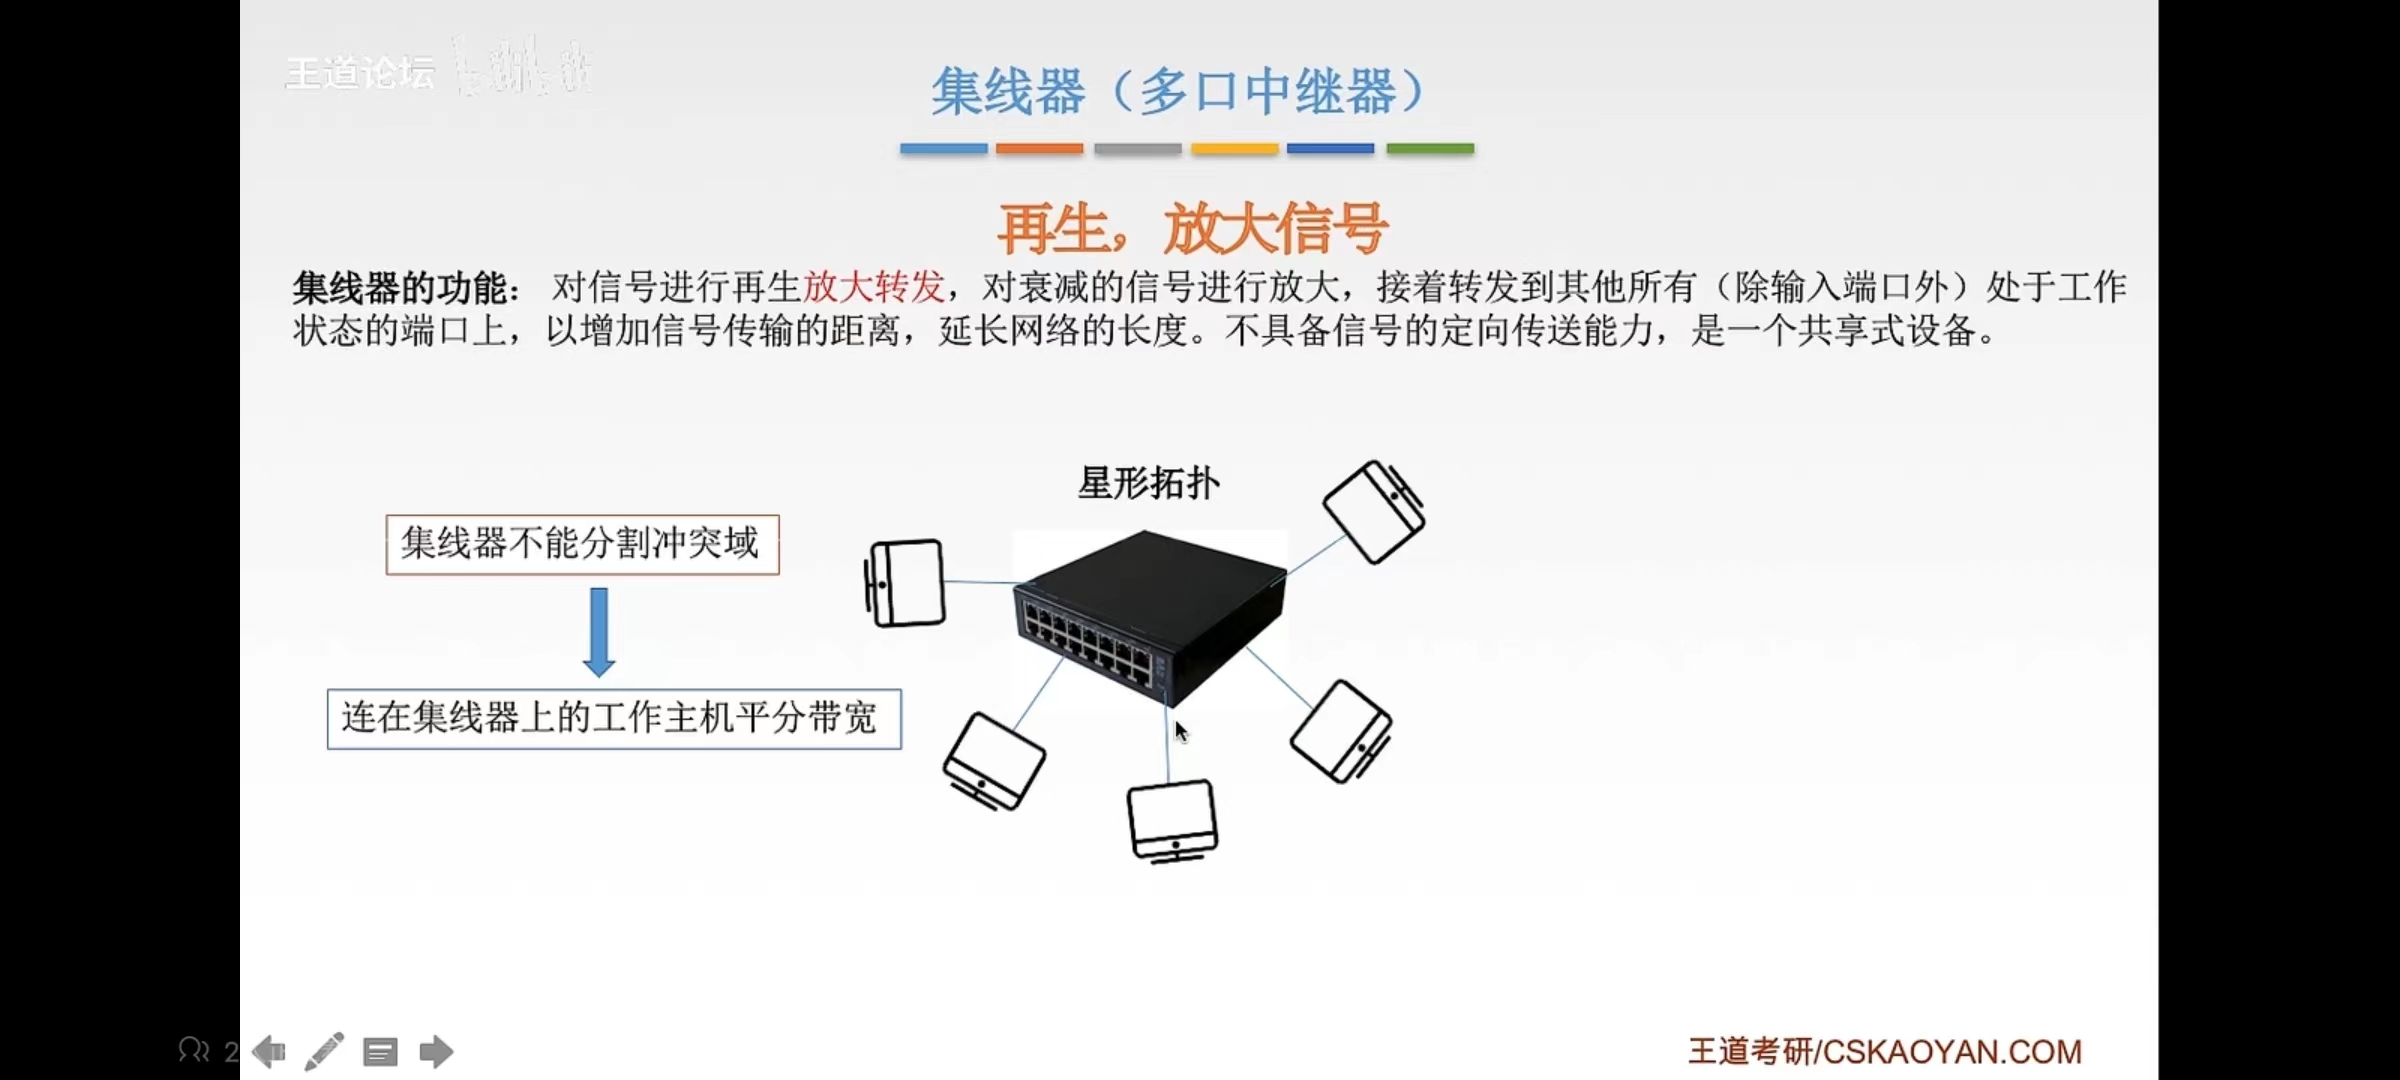 王道论坛 bilibili
集线器（多口中继器）
再生，放大信号
集线器的功能： 对信号进行再生放大转发，对衰减的信号进行放大，接着转发到其他所有（除输入端口外）处于工作
状态的端口上，以增加信号传输的距离，延长网络的长度。不具备信号的定向传送能力，是一个共享式设备。
星形拓扑
集线器不能分割冲突域
连在集线器上的工作主机平分带宽
2
王道考研/CSKAOYAN.COM